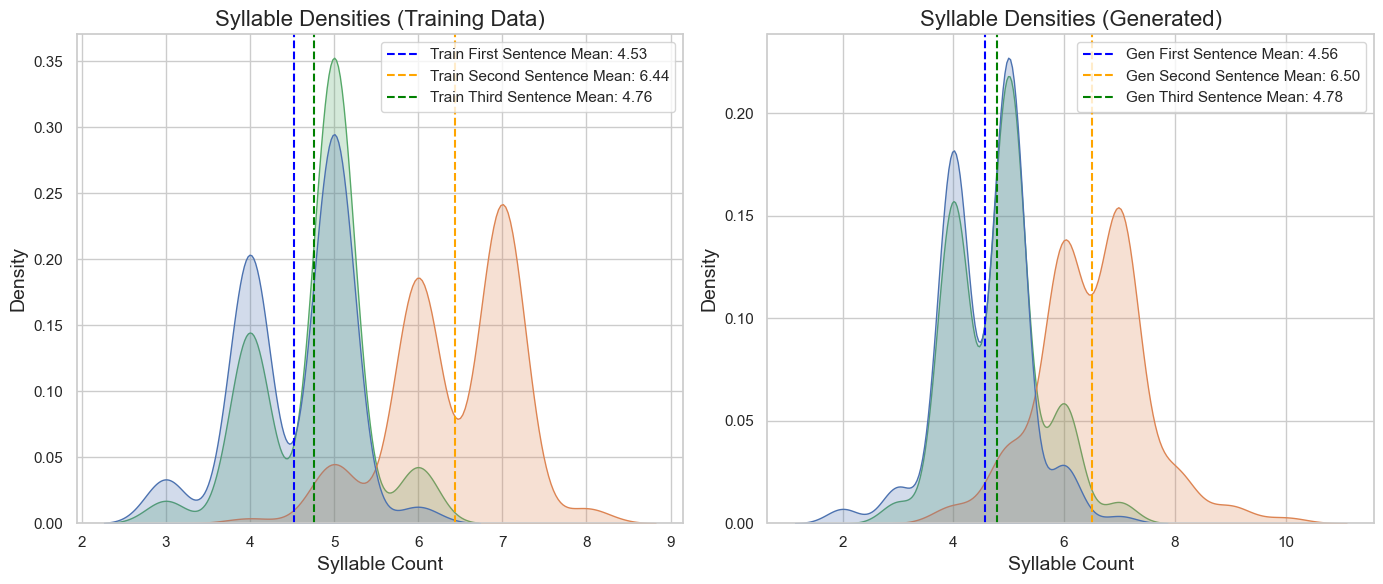 Syllable Densities (Training Data)
Train First Sentence Mean: 4.53
Train Second Sentence Mean: 6.44
Train Third Sentence Mean: 4.76
0.35
0.30
0.25
0.20
0.15
0.10
0.05
0.00
Density
2 3 4 5 6 7 8 9
Syllable Count
Syllable Densities (Generated)
Gen First Sentence Mean: 4.56
Gen Second Sentence Mean: 6.50
Gen Third Sentence Mean: 4.78
0.20
0.15
0.10
0.05
0.00
Density
2 4 6 8 10
Syllable Count